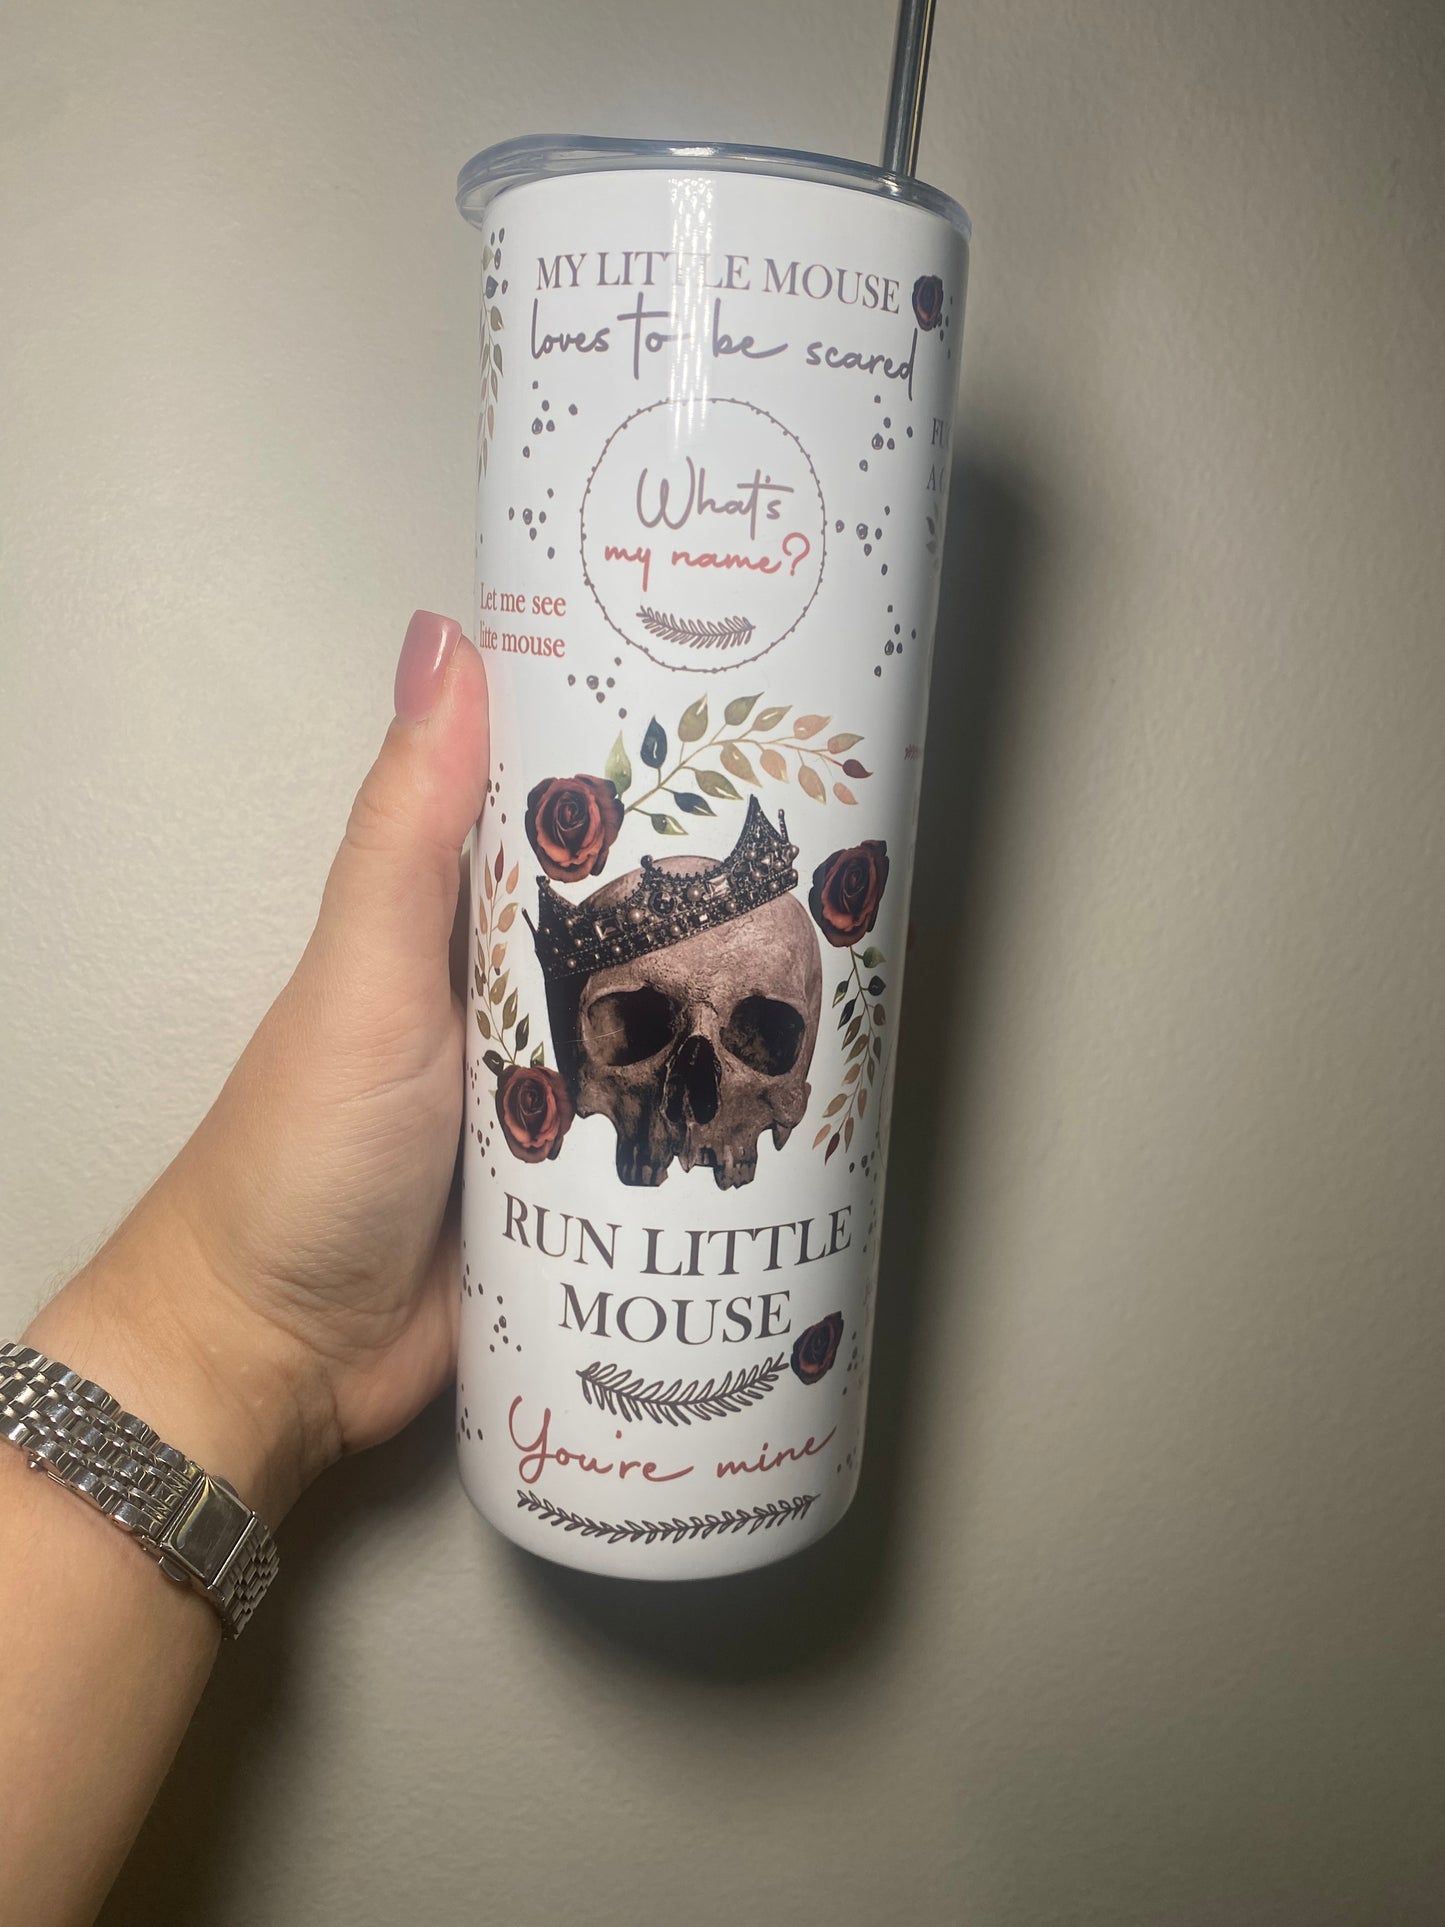 MY LITTLE MOUSE
loves to be scared
What's
my name?
Let me see
litte mouse
RUN LITTLE
MOUSE
You're mine